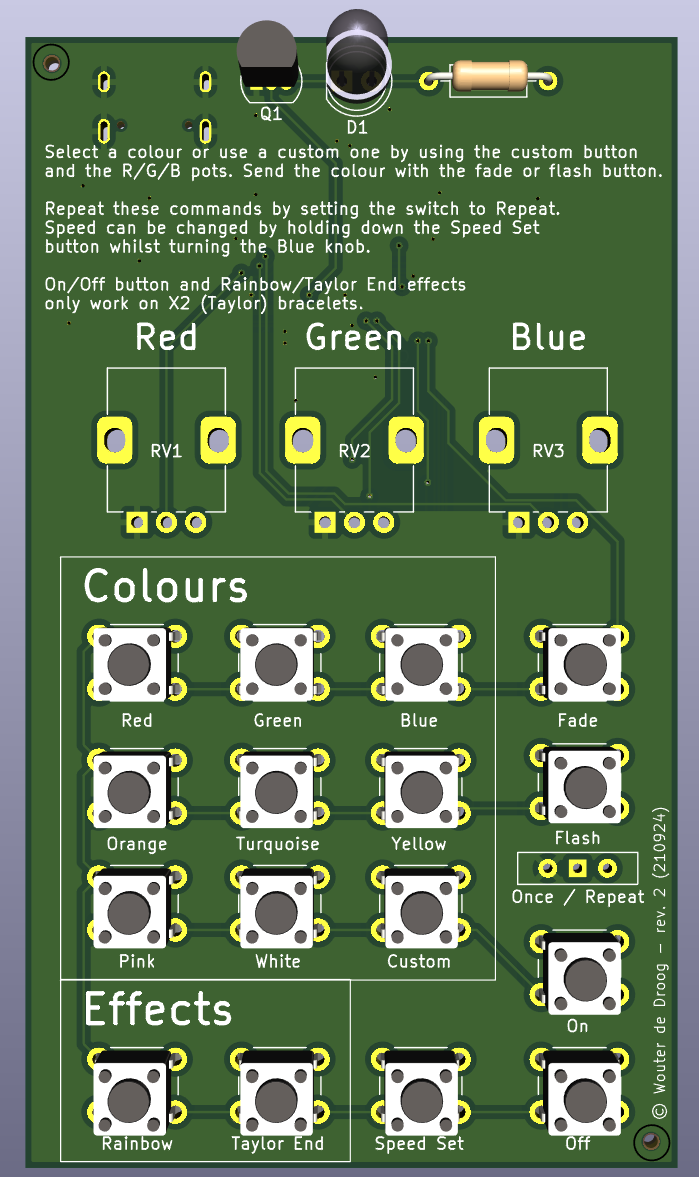 Q1
D1
Select a colour or use a custom one by using the custom button
and the R/G/B pots. Send the colour with the fade or flash button.
Repeat these commands by setting the switch to Repeat.
Speed can be changed by holding down the Speed Set
button whilst turning the Blue knob.
On/Off button and Rainbow/Taylor End effects
only work on X2 (Taylor) bracelets.
Red Green Blue
RV1 RV2 RV3
Colours
Red Green Blue Fade
Flash
Orange Turquoise Yellow
Once / Repeat
Pink White Custom
On
Effects
Rainbow Taylor End Speed Set Off
© Wouter de Droog – rev. 2 (210924)